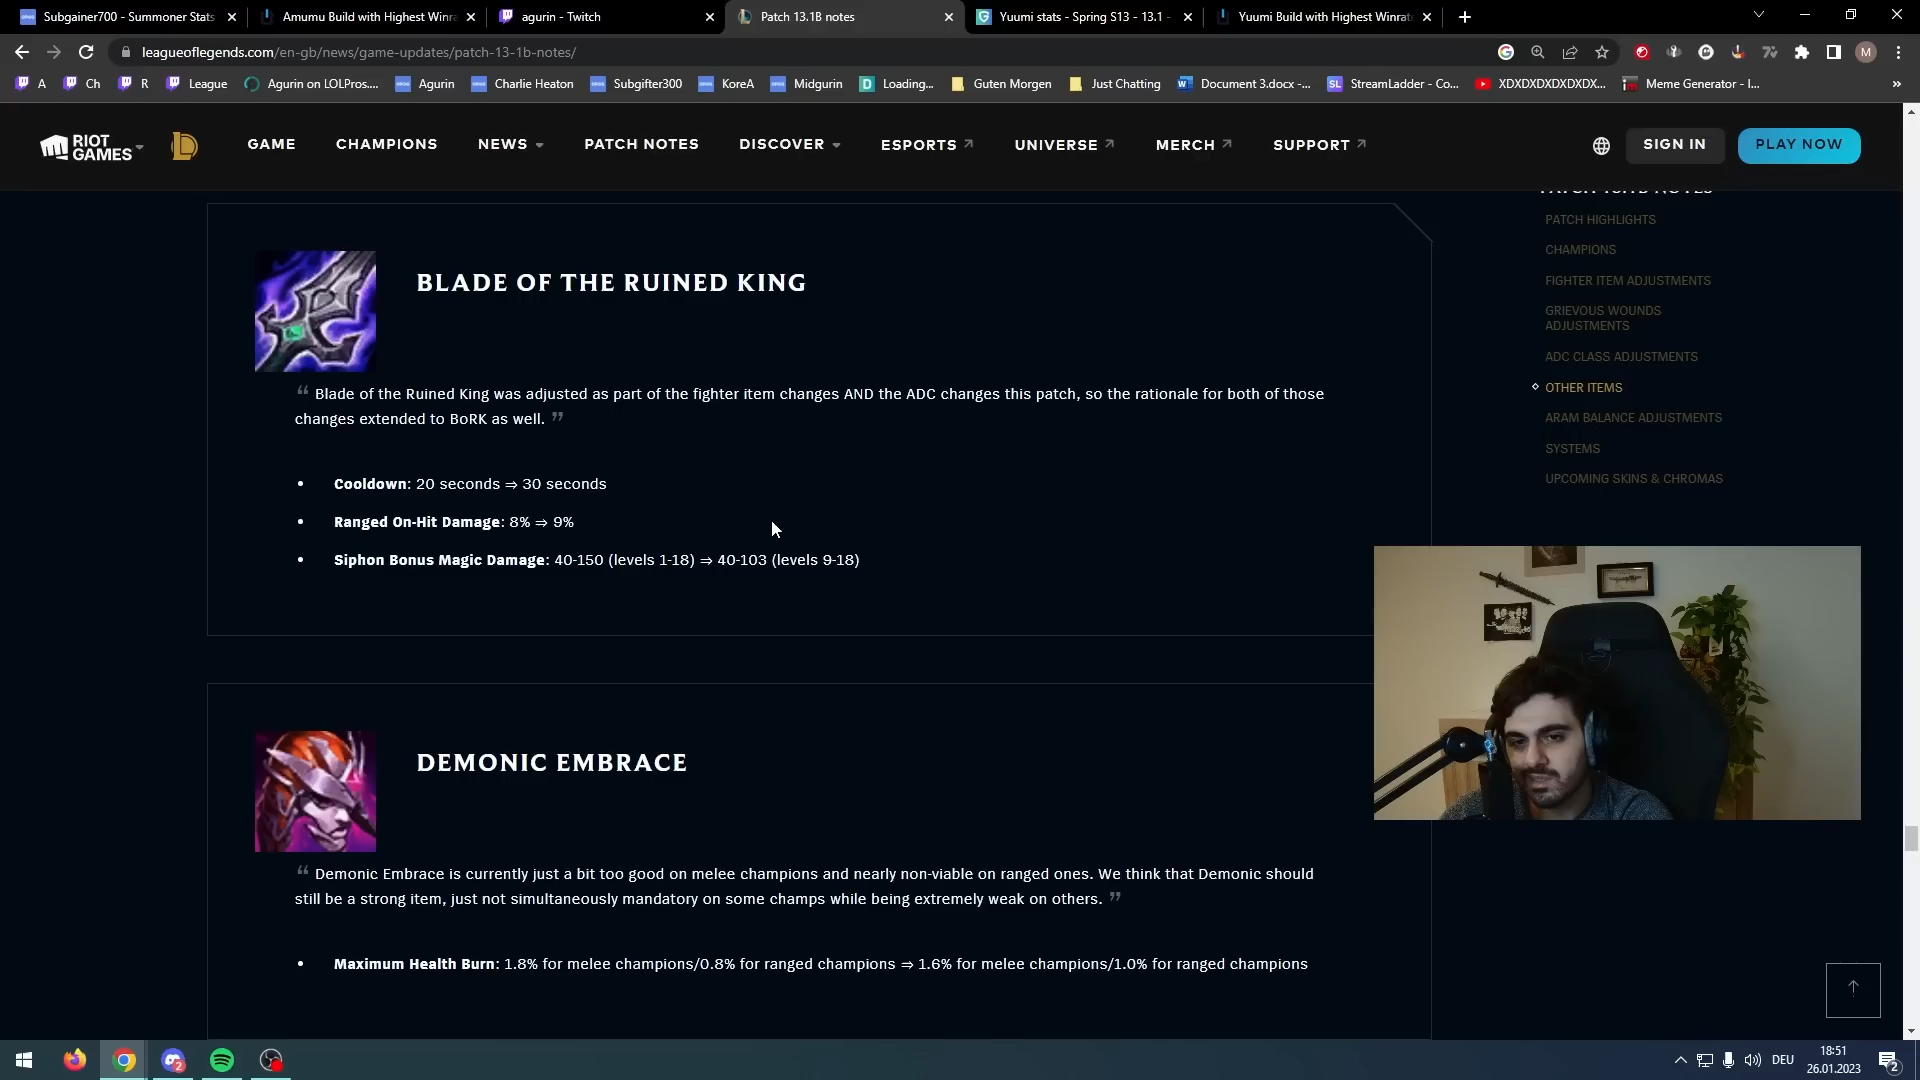 Subgainer700 - Summoner Stats
Amumu Build with Highest Winra
agurin - Twitch
Patch 13.1B notes
Yuumi stats - Spring S13 - 13.1 -
Yuumi Build with Highest Winrat
leagueoflegends.com/en-gb/news/game-updates/patch-13-1b-notes/
M
A
Ch
R
League
Agurin on LOLPros....
Agurin
Charlie Heaton
Subgifter300
KoreA
Midgurin
Loading...
Guten Morgen
Just Chatting
Document 3.docx -...
StreamLadder - Co...
XDXDXDXDXDXDX...
Meme Generator - I...
RIOT
GAMES
GAME
CHAMPIONS
NEWS
PATCH NOTES
DISCOVER
ESPORTS
UNIVERSE
MERCH
SUPPORT
SIGN IN
PLAY NOW
BLADE OF THE RUINED KING
“ Blade of the Ruined King was adjusted as part of the fighter item changes AND the ADC changes this patch, so the rationale for both of those
changes extended to BoRK as well. ”
• Cooldown: 20 seconds ⇒ 30 seconds
• Ranged On-Hit Damage: 8% ⇒ 9%
• Siphon Bonus Magic Damage: 40-150 (levels 1-18) ⇒ 40-103 (levels 9-18)
DEMONIC EMBRACE
“ Demonic Embrace is currently just a bit too good on melee champions and nearly non-viable on ranged ones. We think that Demonic should
still be a strong item, just not simultaneously mandatory on some champs while being extremely weak on others. ”
• Maximum Health Burn: 1.8% for melee champions/0.8% for ranged champions ⇒ 1.6% for melee champions/1.0% for ranged champions
PATCH 13.1B NOTES
PATCH HIGHLIGHTS
CHAMPIONS
FIGHTER ITEM ADJUSTMENTS
GRIEVOUS WOUNDS
ADJUSTMENTS
ADC CLASS ADJUSTMENTS
OTHER ITEMS
ARAM BALANCE ADJUSTMENTS
SYSTEMS
UPCOMING SKINS & CHROMAS
2
DEU
18:51
26.01.2023
2